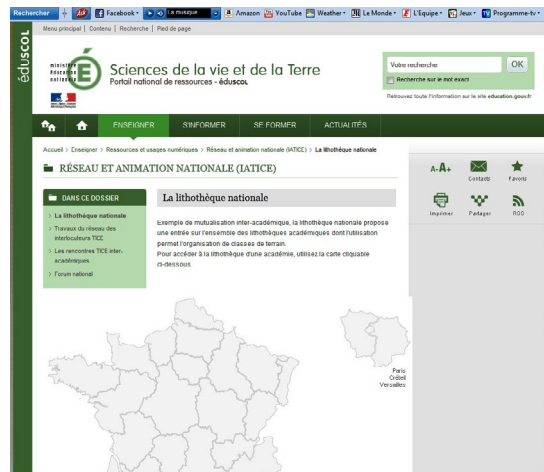 Rechercher Facebook La musique Amazon YouTube Weather Le Monde L'Equipe Jeux Programme-tv
Menu principal | Contenu | Recherche | Pied de page
éduscol
Sciences de la vie et de la Terre
Portail national de ressources - éduscol
Votre recherche OK
Recherche sur le mot exact
Retrouvez toute l'information sur le site education.gouv.fr
ENSEIGNER S'INFORMER SE FORMER ACTUALITÉS
Accueil > Enseigner > Ressources et usages numériques > Réseau et animation nationale (IATICE) > La lithothèque nationale
RÉSEAU ET ANIMATION NATIONALE (IATICE)
A-A+ Contacts Favoris
Imprimer Partager RSS
DANS CE DOSSIER
> La lithothèque nationale
> Travaux du réseau des
interlocuteurs TICE
> Les rencontres TICE inter-
académiques
> Forum national
La lithothèque nationale
Exemple de mutualisation inter-académique, la lithothèque nationale propose
une entrée sur l'ensemble des lithothèques académiques dont l'utilisation
permet l'organisation de classes de terrain.
Pour accéder à la lithothèque d'une académie, utilisez la carte cliquable
ci-dessous.
Paris
Créteil
Versailles